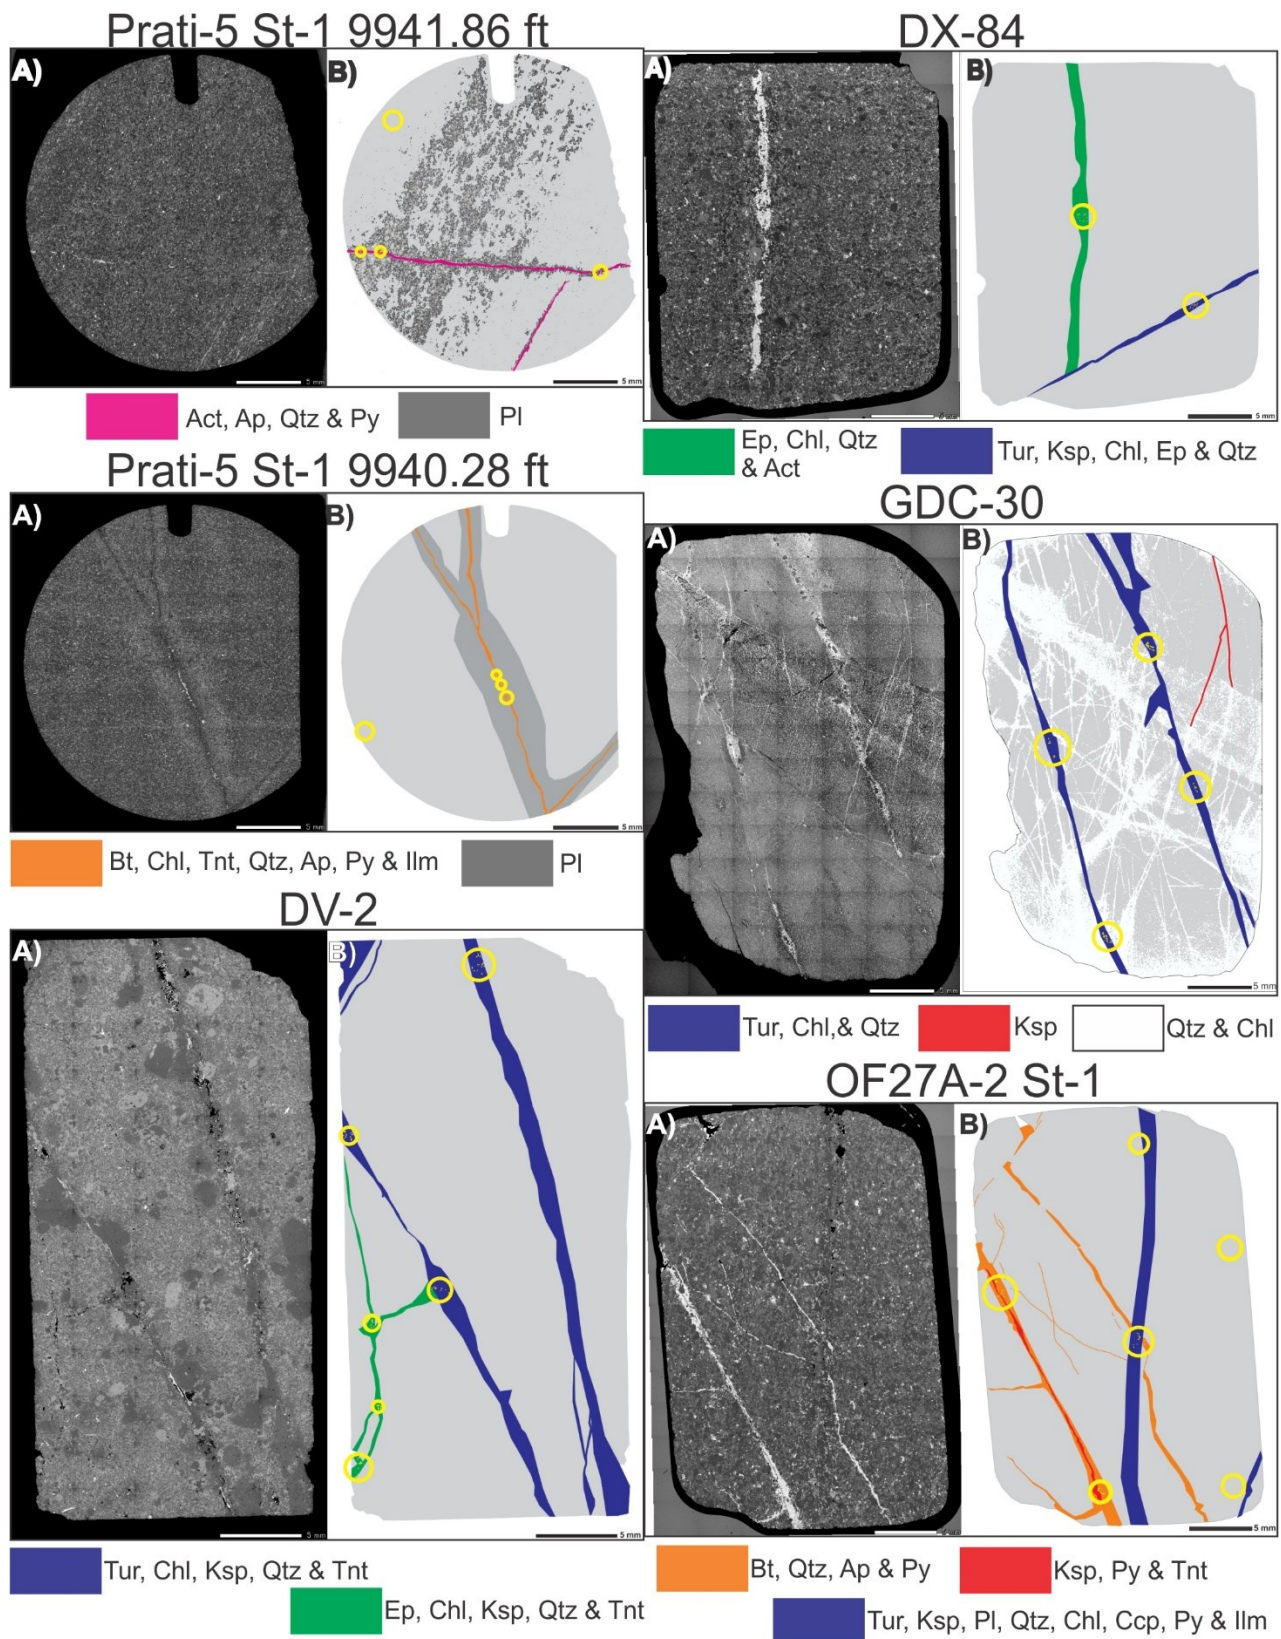 Prati-5 St-1 9941.86 ft
A)
B)
5 mm
5 mm
Act, Ap, Qtz & Py
Pl
Prati-5 St-1 9940.28 ft
A)
B)
5 mm
5 mm
Bt, Chl, Tnt, Qtz, Ap, Py & Ilm
Pl
DV-2
A)
B)
5 mm
5 mm
Tur, Chl, Ksp, Qtz & Tnt
Ep, Chl, Ksp, Qtz & Tnt
DX-84
A)
B)
5 mm
5 mm
Ep, Chl, Qtz
& Act
Tur, Ksp, Chl, Ep & Qtz
GDC-30
A)
B)
5 mm
5 mm
Tur, Chl,& Qtz
Ksp
Qtz & Chl
OF27A-2 St-1
A)
B)
5 mm
5 mm
Bt, Qtz, Ap & Py
Ksp, Py & Tnt
Tur, Ksp, Pl, Qtz, Chl, Ccp, Py & Ilm